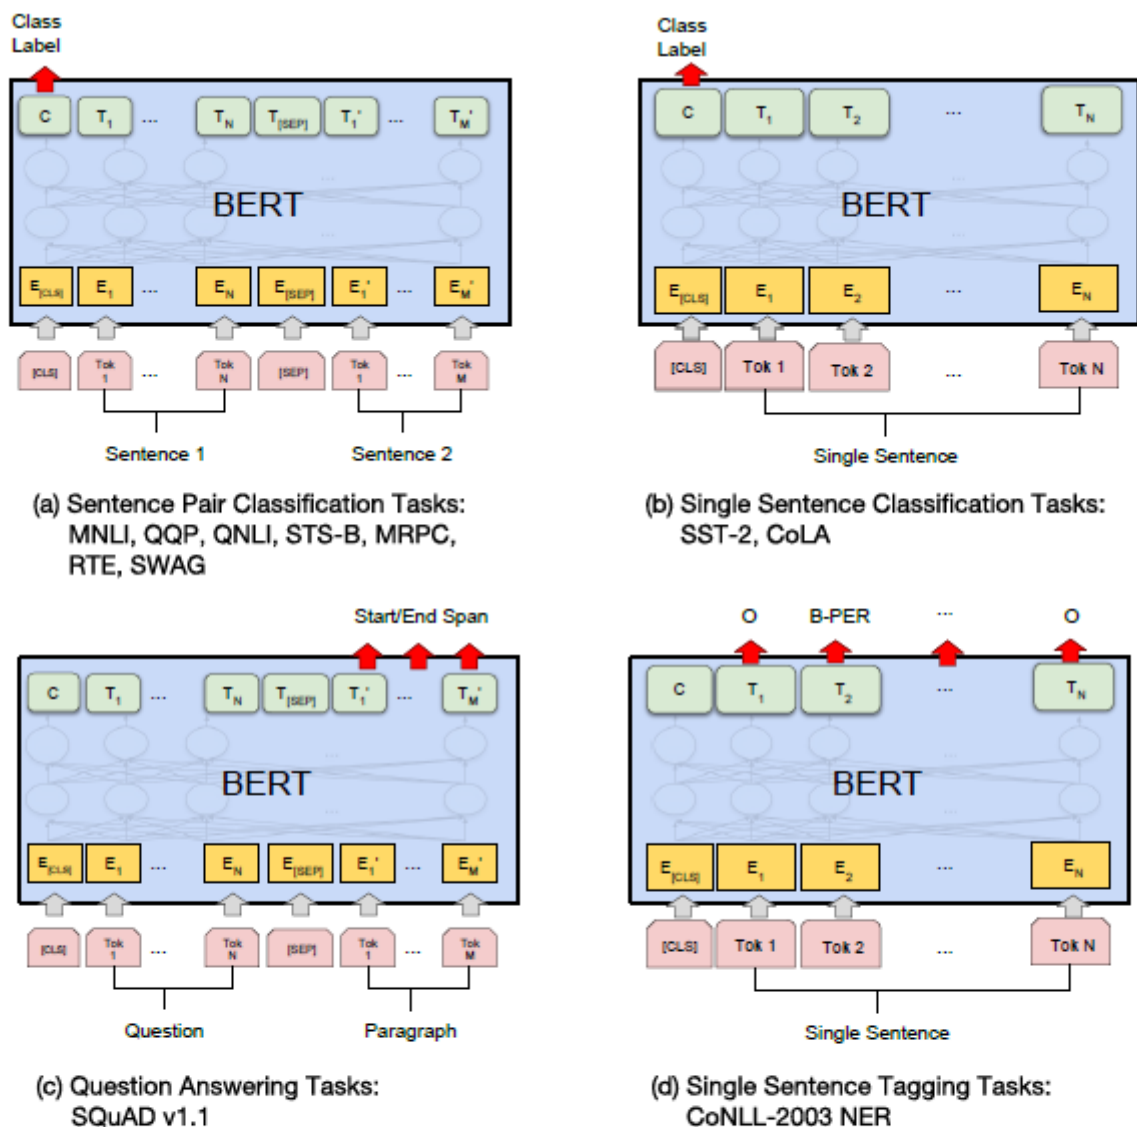 Class
Label
C T1 ... TN T[SEP] T1' ... TM'
...
BERT
...
E[CLS] E1 ... EN E[SEP] E1' ... EM'
[CLS] Tok 1 ... Tok N [SEP] Tok 1 ... Tok M
Sentence 1 Sentence 2
(a) Sentence Pair Classification Tasks:
MNLI, QQP, QNLI, STS-B, MRPC,
RTE, SWAG
Class
Label
C T1 T2 ... TN
...
BERT
...
E[CLS] E1 E2 ... EN
[CLS] Tok 1 Tok 2 ... Tok N
Single Sentence
(b) Single Sentence Classification Tasks:
SST-2, CoLA
Start/End Span
C T1 ... TN T[SEP] T1' ... TM'
...
BERT
...
E[CLS] E1 ... EN E[SEP] E1' ... EM'
[CLS] Tok 1 ... Tok N [SEP] Tok 1 ... Tok M
Question Paragraph
(c) Question Answering Tasks:
SQuAD v1.1
O B-PER ... O
C T1 T2 ... TN
...
BERT
...
E[CLS] E1 E2 ... EN
[CLS] Tok 1 Tok 2 ... Tok N
Single Sentence
(d) Single Sentence Tagging Tasks:
CoNLL-2003 NER